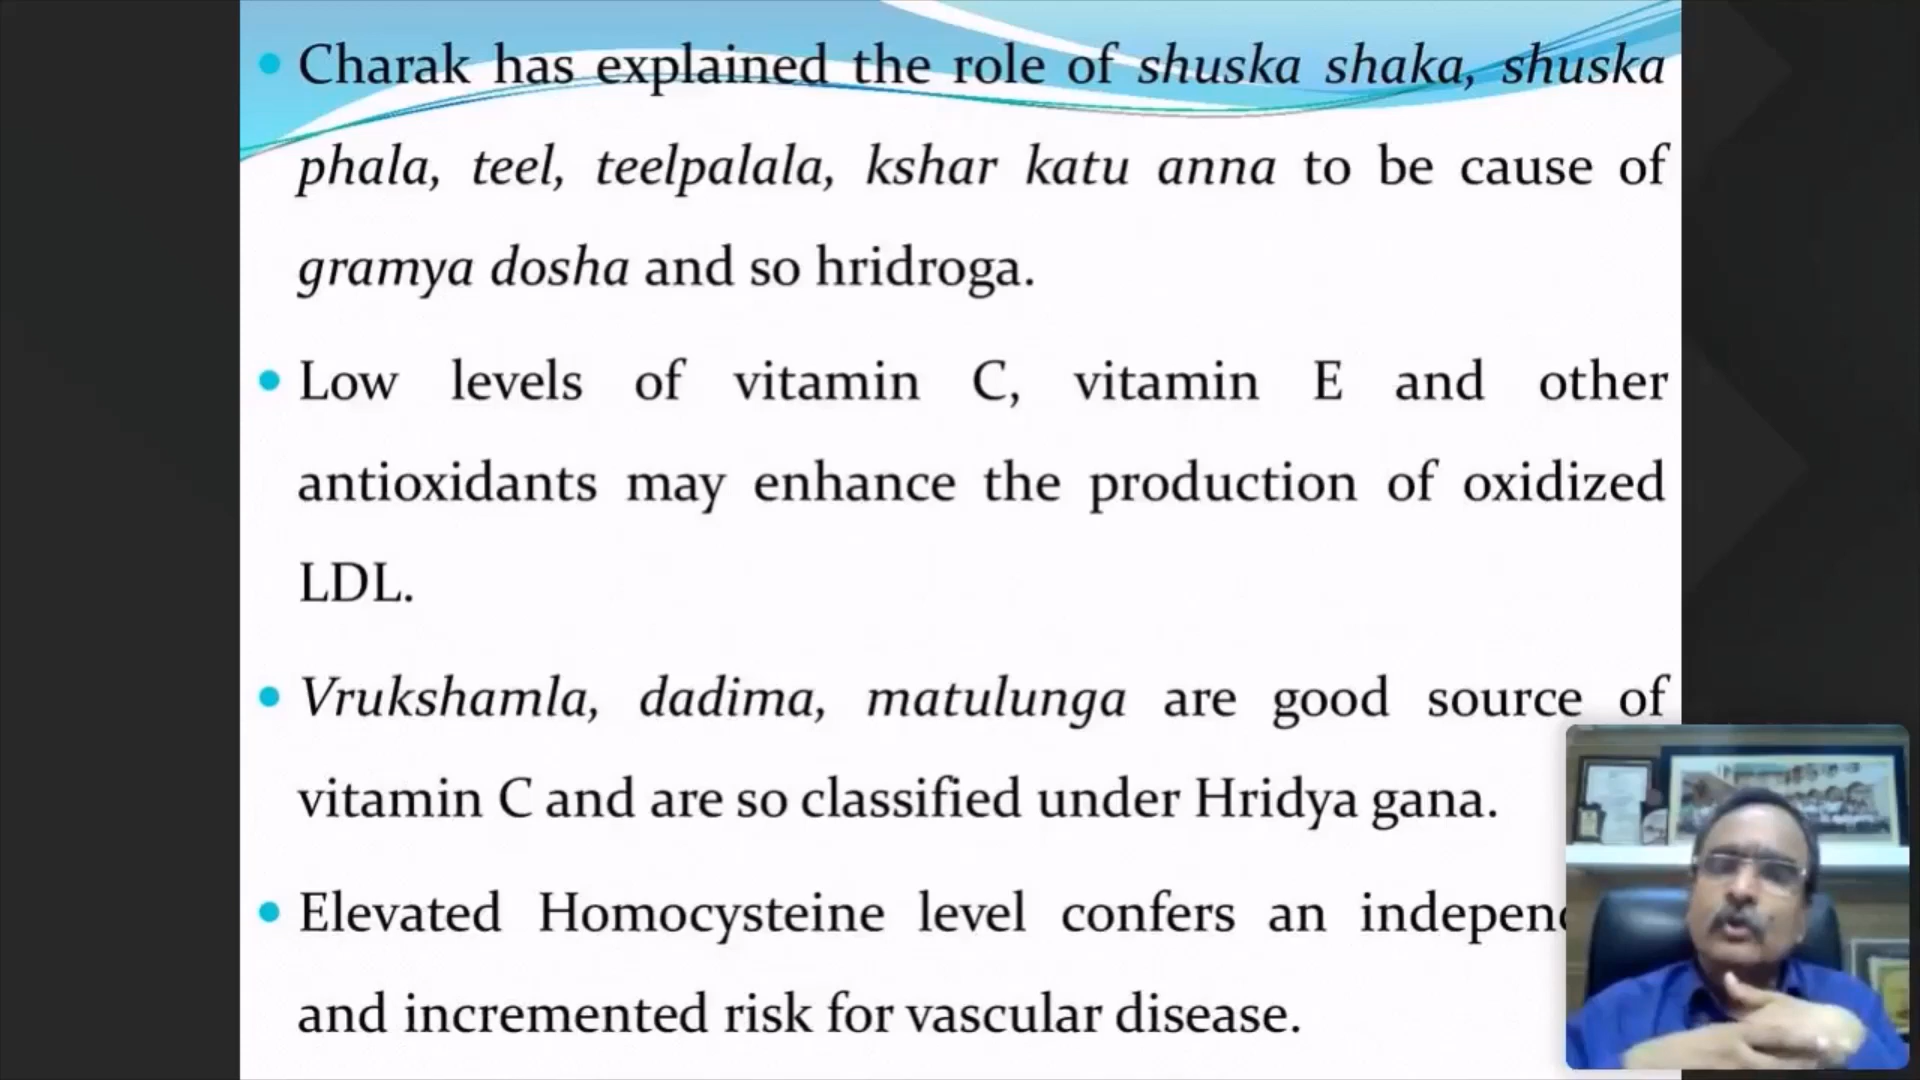 Charak has explained the role of shuska shaka, shuska
phala, teel, teelpalala, kshar katu anna to be cause of
gramya dosha and so hridroga.
Low levels of vitamin C, vitamin E and other
antioxidants may enhance the production of oxidized
LDL.
Vrukshamla, dadima, matulunga are good source of
vitamin C and are so classified under Hridya gana.
Elevated Homocysteine level confers an
and incremented risk for vascular disease.